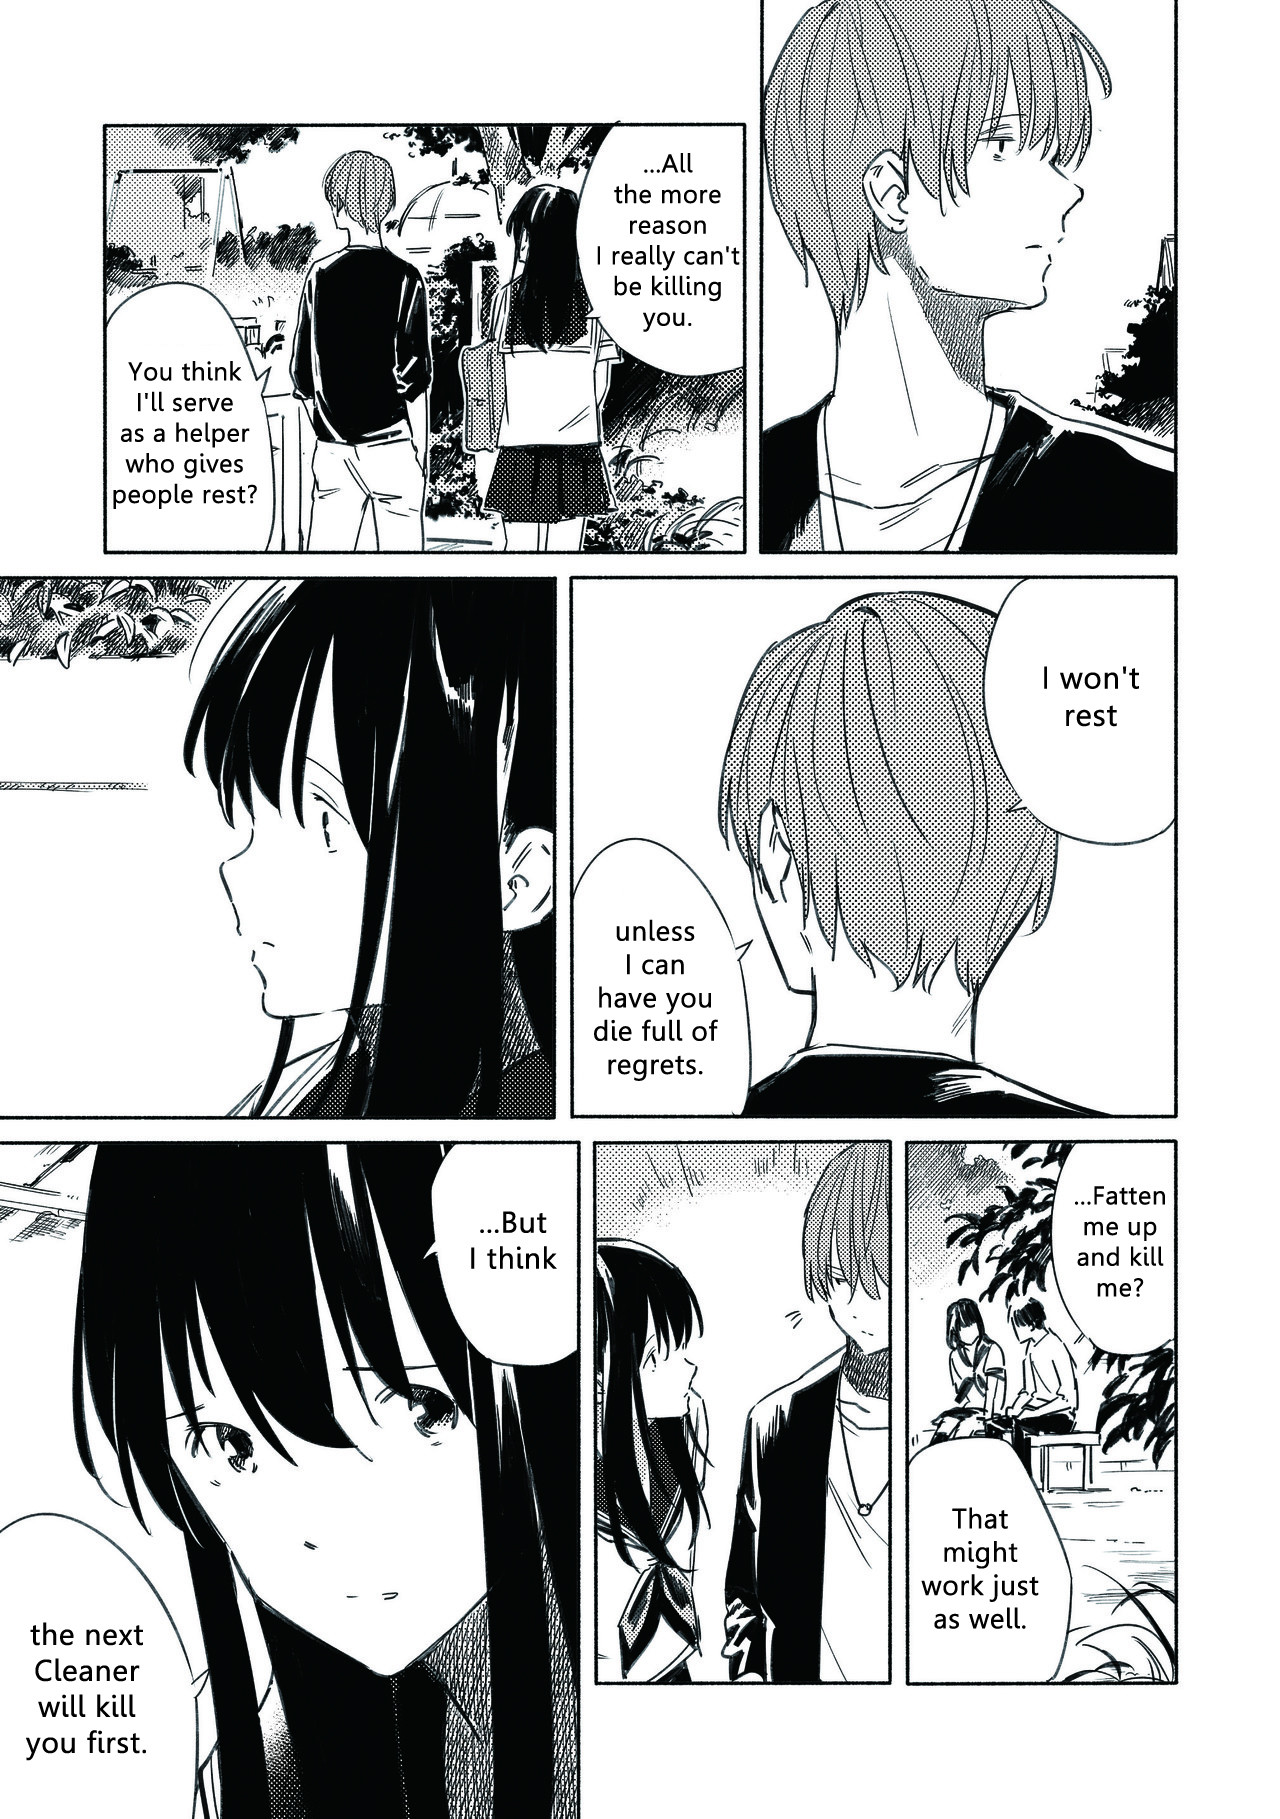 ...All
the more
reason
I really can't
be killing
you.
You think
I'll serve
as a helper
who gives
people rest?
I won't
rest
unless
I can
have you
die full of
regrets.
...Fatten
me up
and kill
me?
That
might
work just
as well.
...But
I think
the next
Cleaner
will kill
you first.